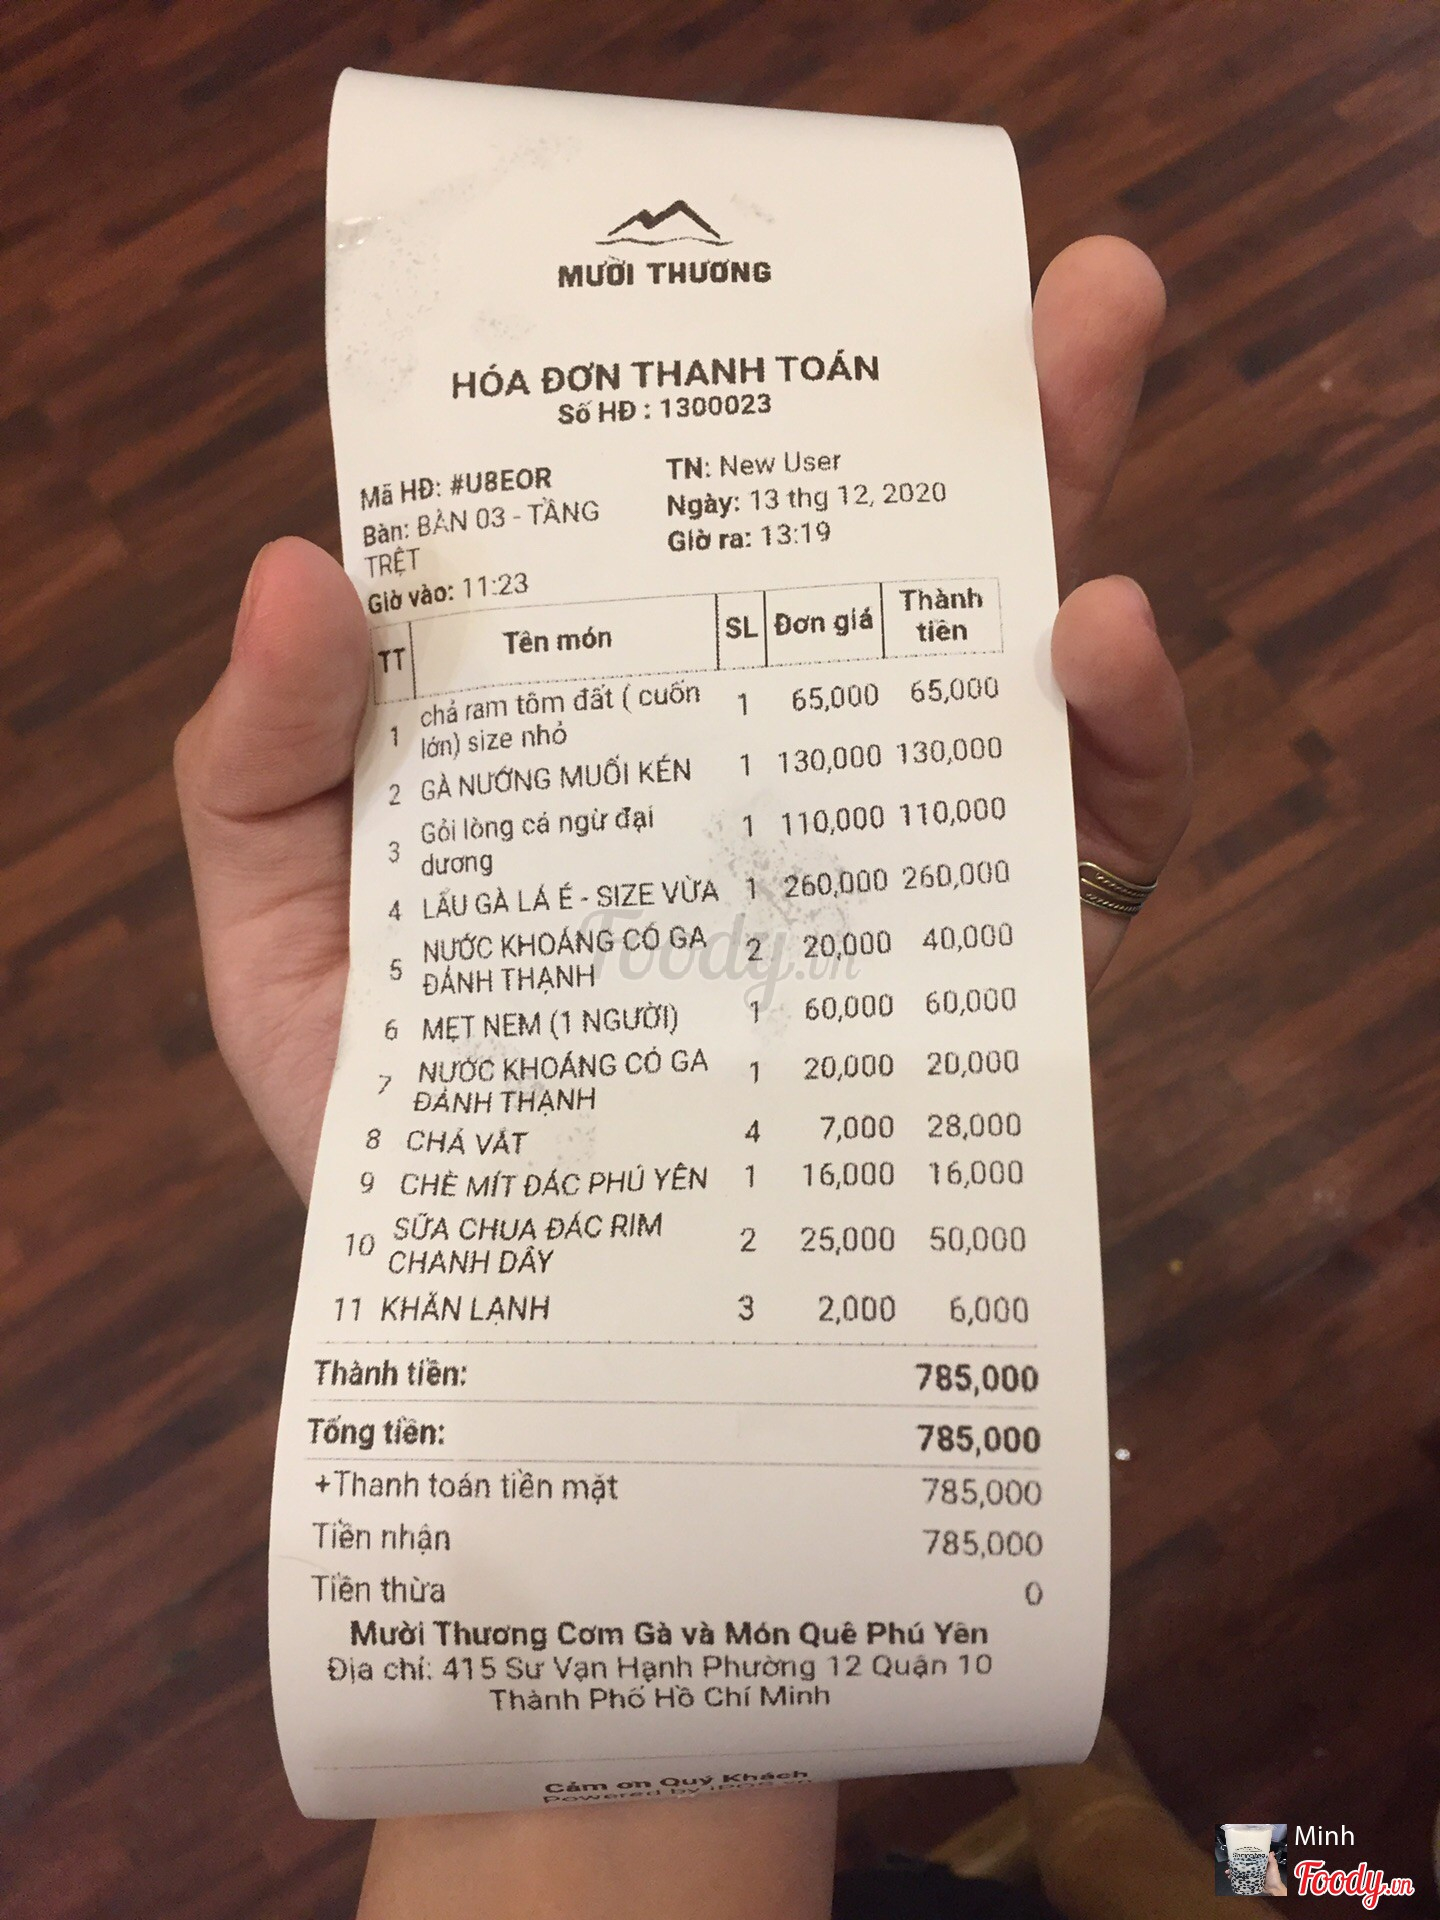 MƯỜI THƯƠNG
HÓA ĐƠN THANH TOÁN
Số HĐ : 1300023
Mã HĐ: #U8EOR
TN: New User
Bàn: BÀN 03 - TẦNG
TRỆT
Ngày: 13 thg 12, 2020
Giờ vào: 11:23
Giờ ra: 13:19
TT Tên món SL Đơn giá Thành
tiền
1 chả ram tôm đất ( cuốn 1 65,000 65,000
lớn) size nhỏ
2 GÀ NƯỚNG MUỐI KÉN 1 130,000 130,000
3 Gỏi lòng cá ngừ đại 1 110,000 110,000
dương
4 LẨU GÀ LÁ É - SIZE VỪA 1 260,000 260,000
5 NƯỚC KHOÁNG CÓ GA 2 20,000 40,000
ĐẢNH THẠNH
6 MẸT NEM (1 NGƯỜI) 1 60,000 60,000
7 NƯỚC KHOÁNG CÓ GA 1 20,000 20,000
ĐẢNH THẠNH
8 CHẢ VẮT 4 7,000 28,000
9 CHÈ MÍT ĐÁC PHÚ YÊN 1 16,000 16,000
10 SỮA CHUA ĐÁC RIM 2 25,000 50,000
CHANH DÂY
11 KHĂN LẠNH 3 2,000 6,000
Thành tiền: 785,000
Tổng tiền: 785,000
+Thanh toán tiền mặt 785,000
Tiền nhận 785,000
Tiền thừa 0
Mười Thương Cơm Gà và Món Quê Phú Yên
Địa chỉ: 415 Sư Vạn Hạnh Phường 12 Quận 10
Thành Phố Hồ Chí Minh
Cảm ơn Quý Khách
Powered by iPOS.vn
Foody.vn
Minh
Foody.vn